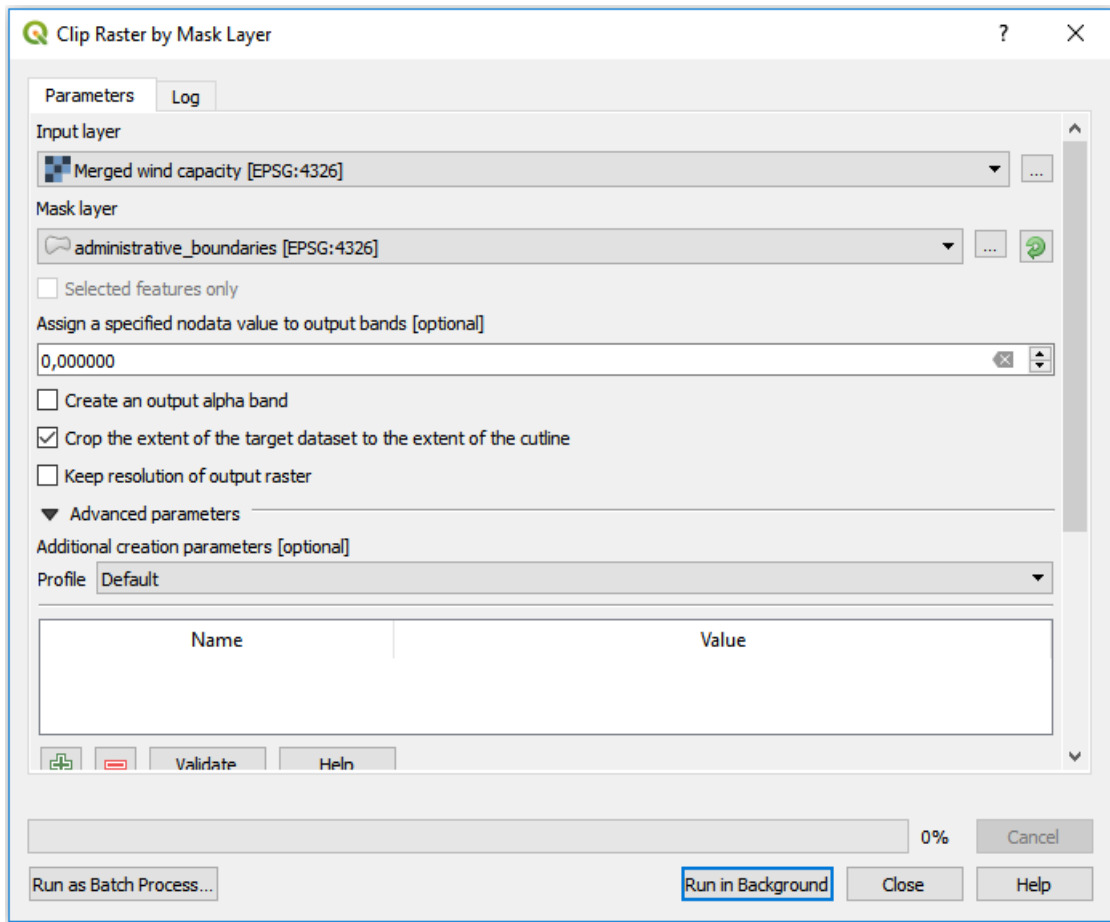 Clip Raster by Mask Layer
?
Parameters Log
Input layer
Merged wind capacity [EPSG:4326]
...
Mask layer
administrative_boundaries [EPSG:4326]
...
Selected features only
Assign a specified nodata value to output bands [optional]
0,000000
Create an output alpha band
Crop the extent of the target dataset to the extent of the cutline
Keep resolution of output raster
Advanced parameters
Additional creation parameters [optional]
Profile Default
Name Value
Validate Help
0% Cancel
Run as Batch Process... Run in Background Close Help